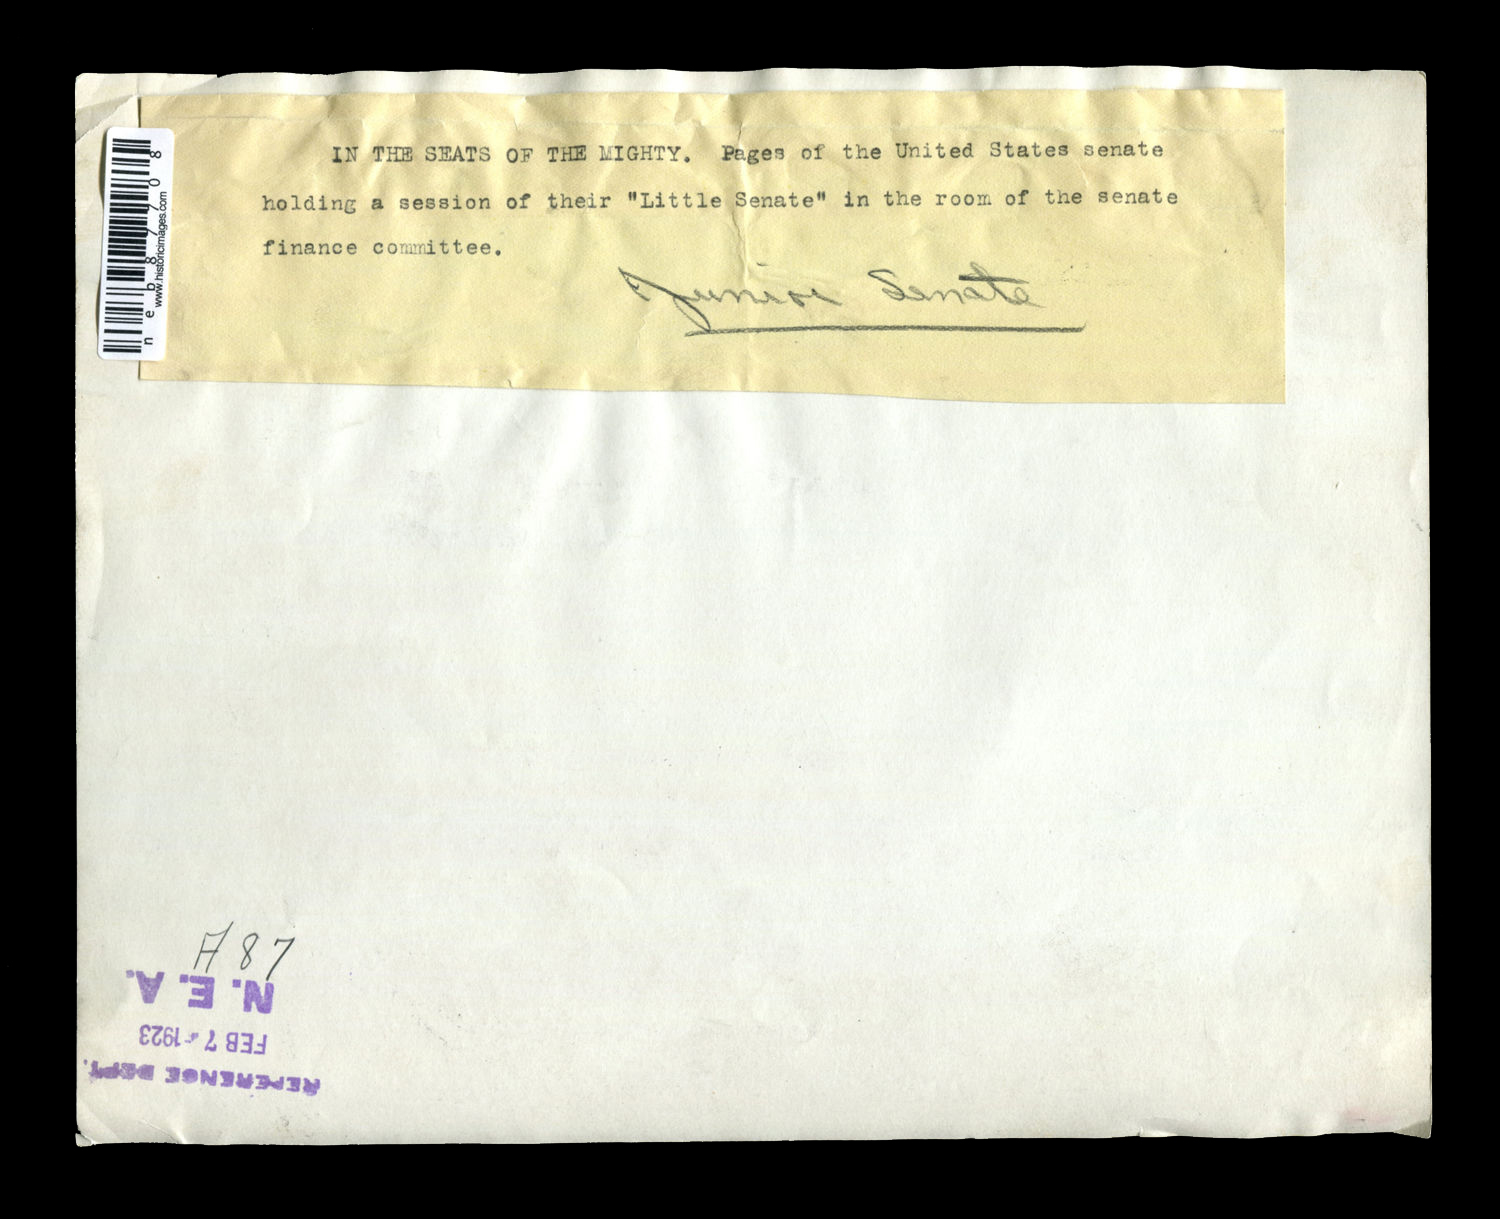 IN THE SEATS OF THE MIGHTY. Pages of the United States senate
holding a session of their "Little Senate" in the room of the senate
finance committee.
Junior Senate
neb87708
www.historicimages.com
A87
N.E.A.
FEB 7 - 1923
REFERENCE DEPT.